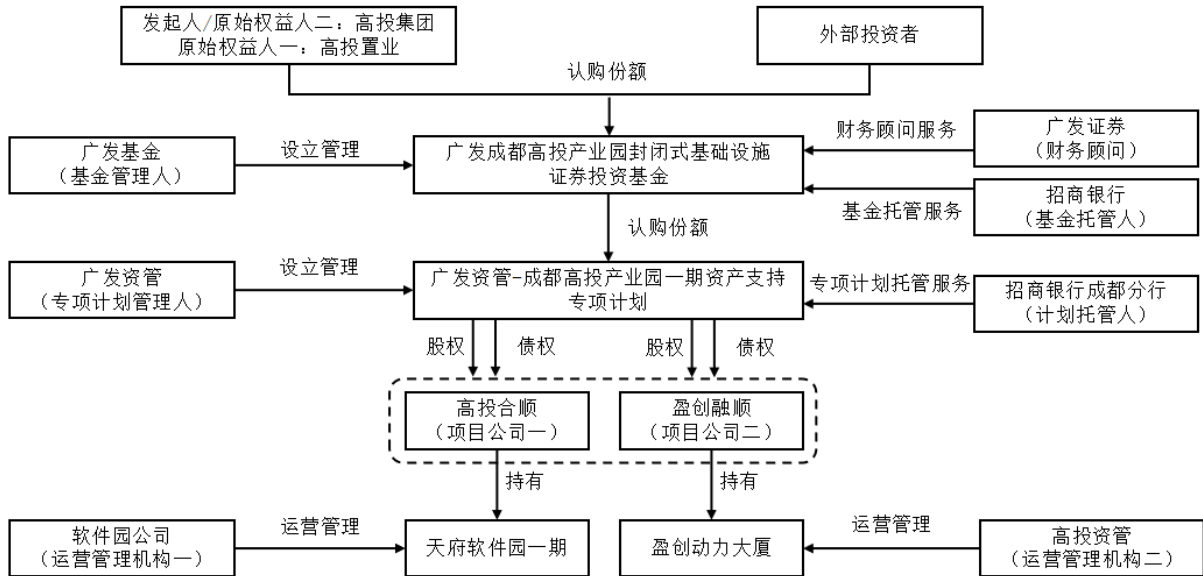 发起人/原始权益人二：高投集团
原始权益人一：高投置业
外部投资者
认购份额
广发基金
（基金管理人）
设立管理
广发成都高投产业园封闭式基础设施
证券投资基金
财务顾问服务
广发证券
（财务顾问）
基金托管服务
招商银行
（基金托管人）
认购份额
广发资管
（专项计划管理人）
设立管理
广发资管-成都高投产业园一期资产支持
专项计划
专项计划托管服务
招商银行成都分行
（计划托管人）
股权
债权
股权
债权
高投合顺
（项目公司一）
盈创融顺
（项目公司二）
持有
持有
软件园公司
（运营管理机构一）
运营管理
天府软件园一期
盈创动力大厦
运营管理
高投资管
（运营管理机构二）